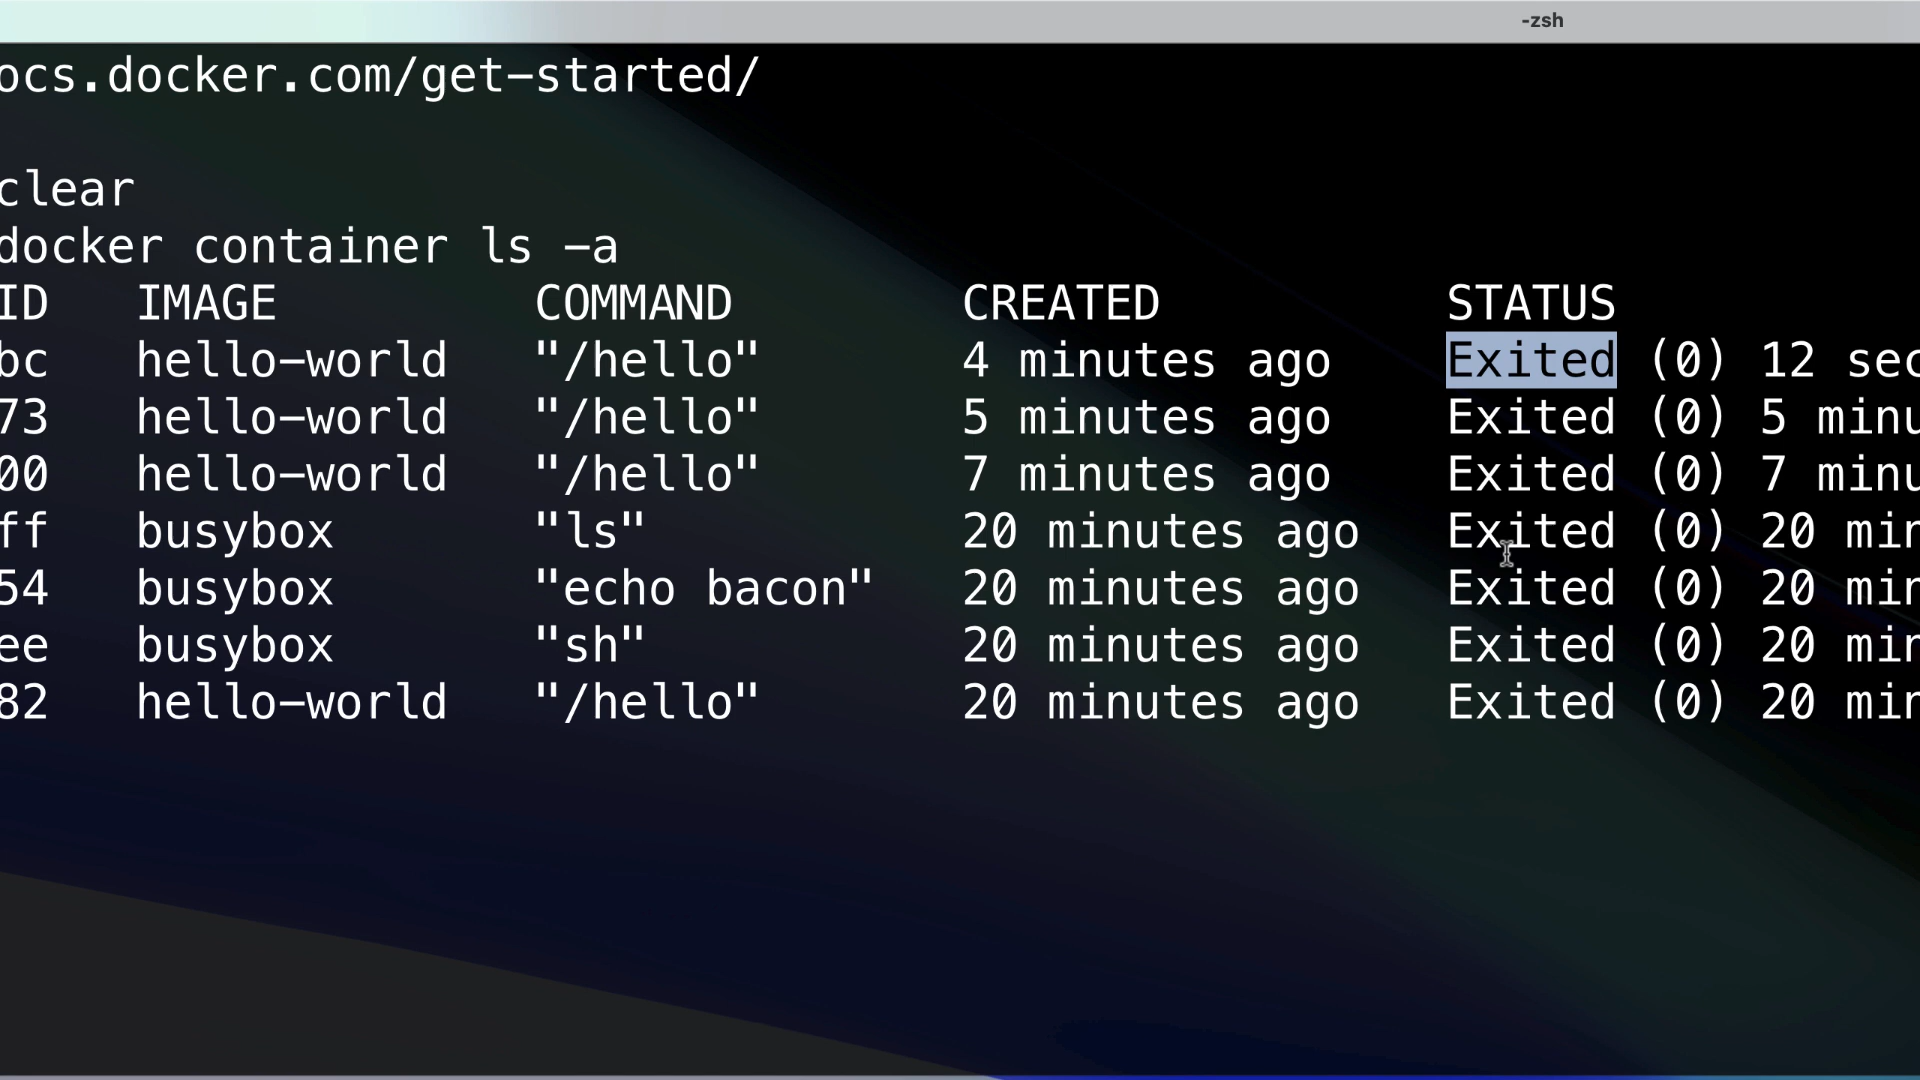 -zsh
ocs.docker.com/get-started/
clear
docker container ls -a
ID IMAGE COMMAND CREATED STATUS
bc hello-world "/hello" 4 minutes ago Exited (0) 12 sec
73 hello-world "/hello" 5 minutes ago Exited (0) 5 minu
00 hello-world "/hello" 7 minutes ago Exited (0) 7 minu
ff busybox "ls" 20 minutes ago Exited (0) 20 min
54 busybox "echo bacon" 20 minutes ago Exited (0) 20 min
ee busybox "sh" 20 minutes ago Exited (0) 20 min
82 hello-world "/hello" 20 minutes ago Exited (0) 20 min